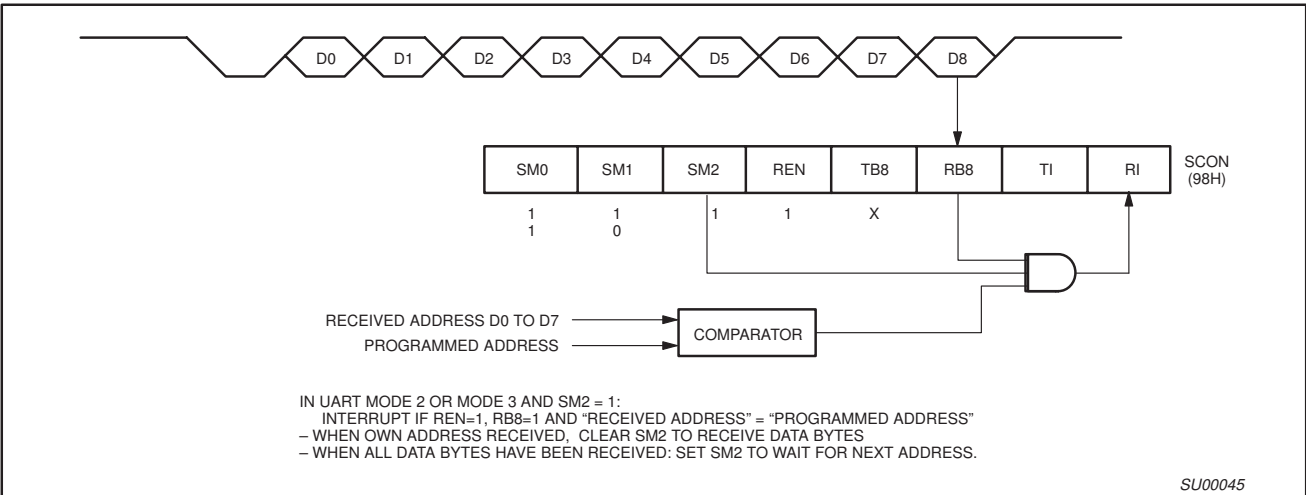 D0 D1 D2 D3 D4 D5 D6 D7 D8
SM0 SM1 SM2 REN TB8 RB8 TI RI
SCON
(98H)
1 1 1 1 X
1 0
RECEIVED ADDRESS D0 TO D7
COMPARATOR
PROGRAMMED ADDRESS
IN UART MODE 2 OR MODE 3 AND SM2 = 1:
INTERRUPT IF REN=1, RB8=1 AND “RECEIVED ADDRESS” = “PROGRAMMED ADDRESS”
– WHEN OWN ADDRESS RECEIVED, CLEAR SM2 TO RECEIVE DATA BYTES
– WHEN ALL DATA BYTES HAVE BEEN RECEIVED: SET SM2 TO WAIT FOR NEXT ADDRESS.
SU00045